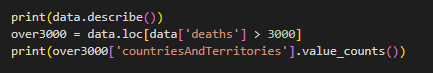 print(data.describe())
over3000 = data.loc[data['deaths'] > 3000]
print(over3000['countriesAndTerritories'].value_counts())